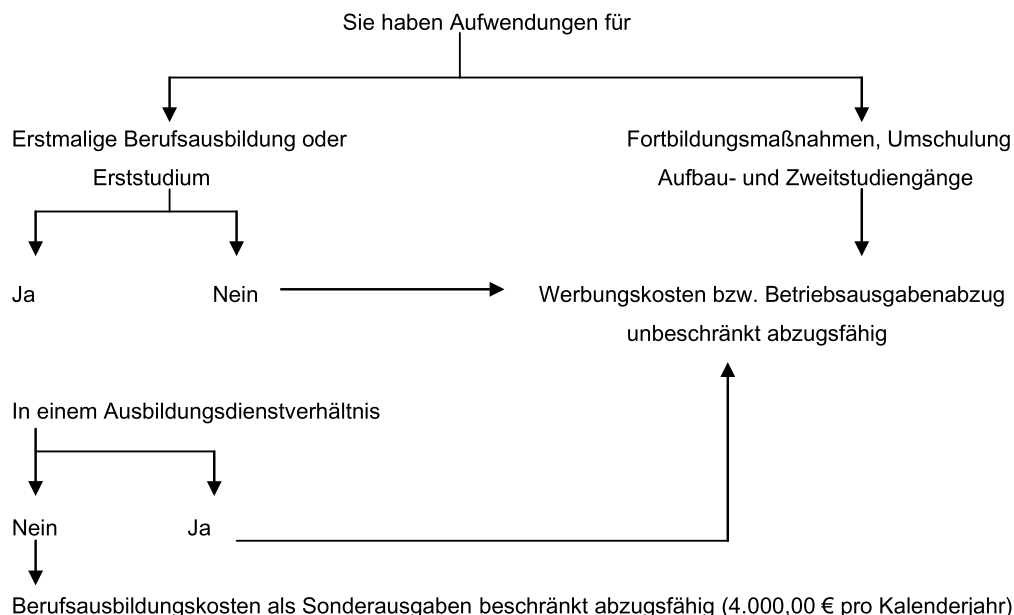 Sie haben Aufwendungen für
Erstmalige Berufsausbildung oder
Erststudium
Fortbildungsmaßnahmen, Umschulung
Aufbau- und Zweitstudiengänge
Ja
Nein
Werbungskosten bzw. Betriebsausgabenabzug
unbeschränkt abzugsfähig
In einem Ausbildungsdienstverhältnis
Nein
Ja
Berufsausbildungskosten als Sonderausgaben beschränkt abzugsfähig (4.000,00 € pro Kalenderjahr)